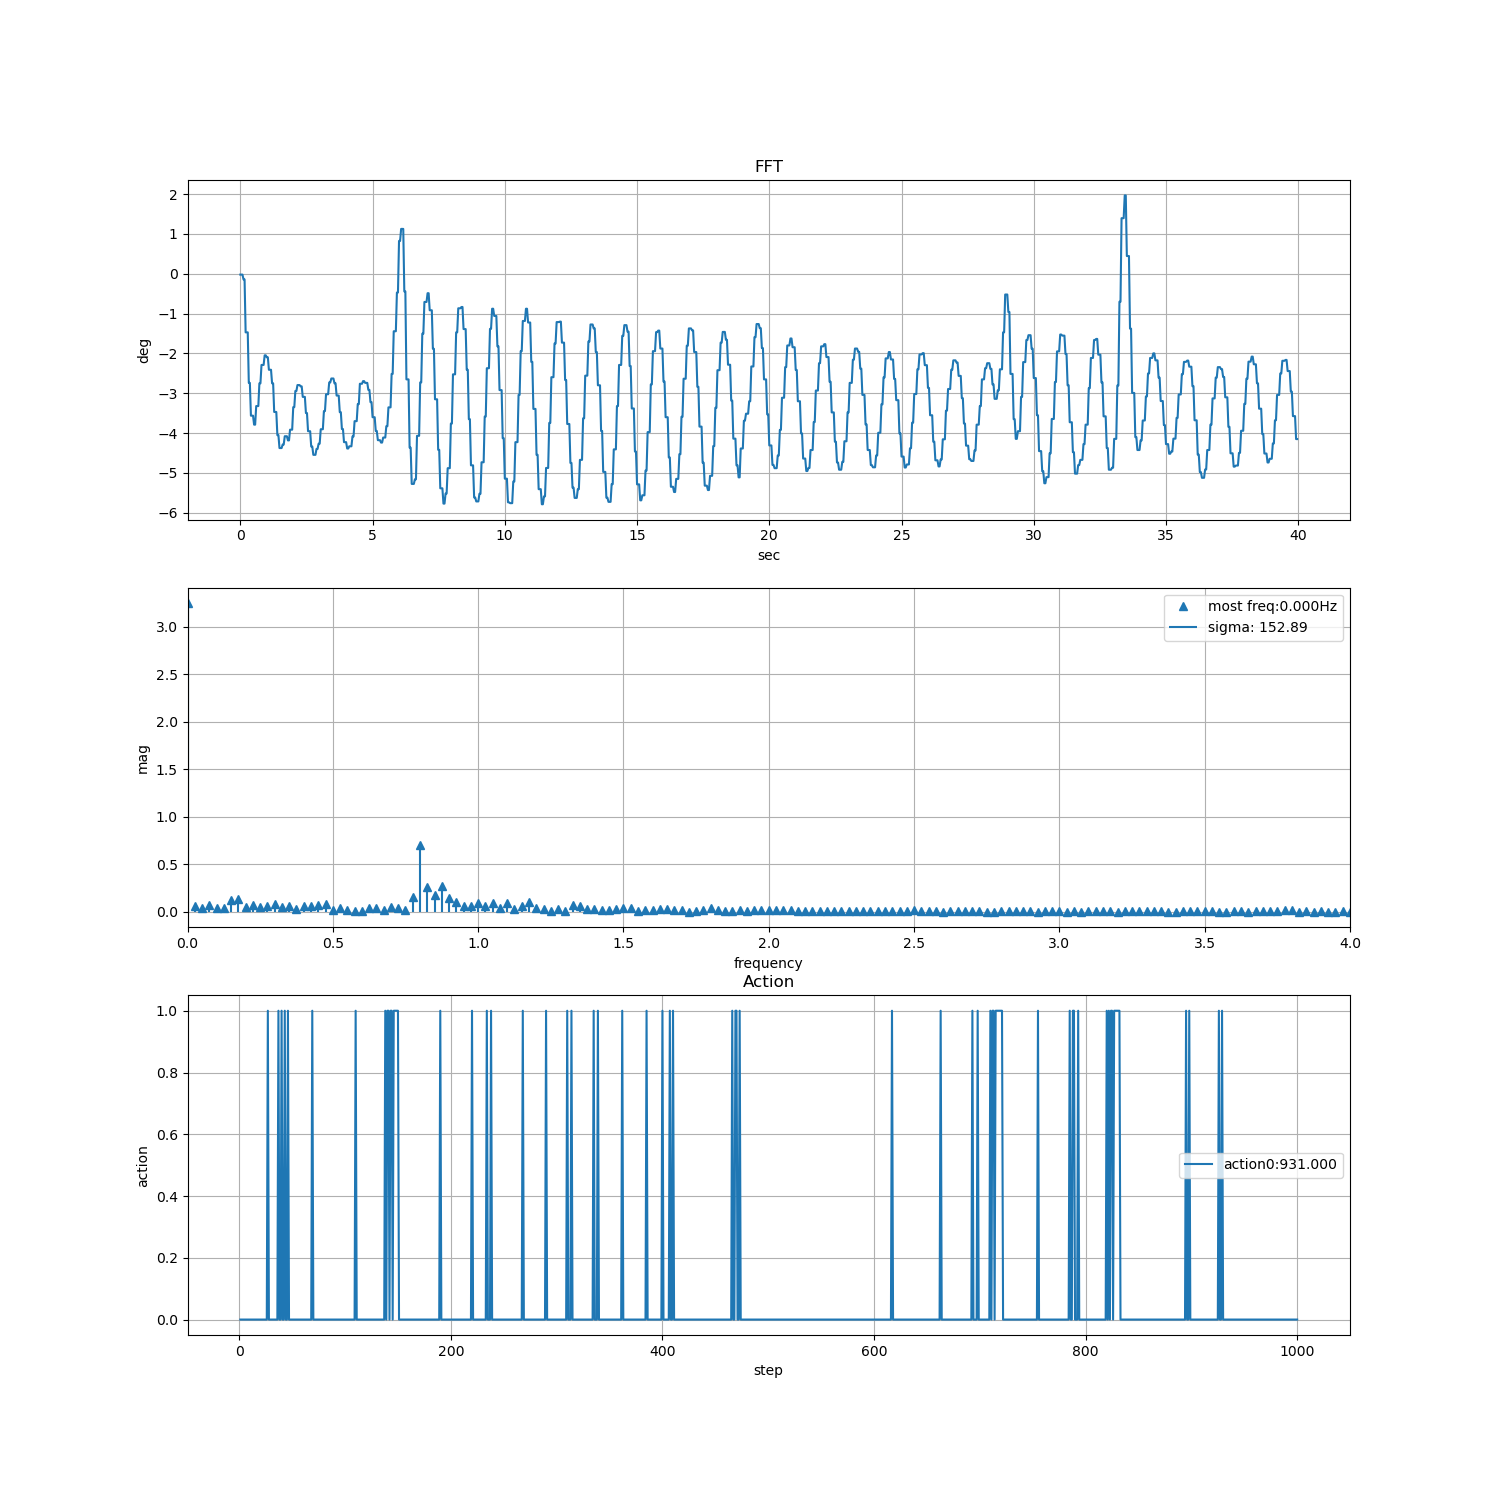 FFT
2
1
0
−1
−2
−3
−4
−5
−6
deg
0 5 10 15 20 25 30 35 40
sec
most freq:0.000Hz
sigma: 152.89
3.0
2.5
2.0
1.5
1.0
0.5
0.0
mag
0.0 0.5 1.0 1.5 2.0 2.5 3.0 3.5 4.0
frequency
Action
1.0
0.8
0.6
0.4
0.2
0.0
action
action0:931.000
0 200 400 600 800 1000
step